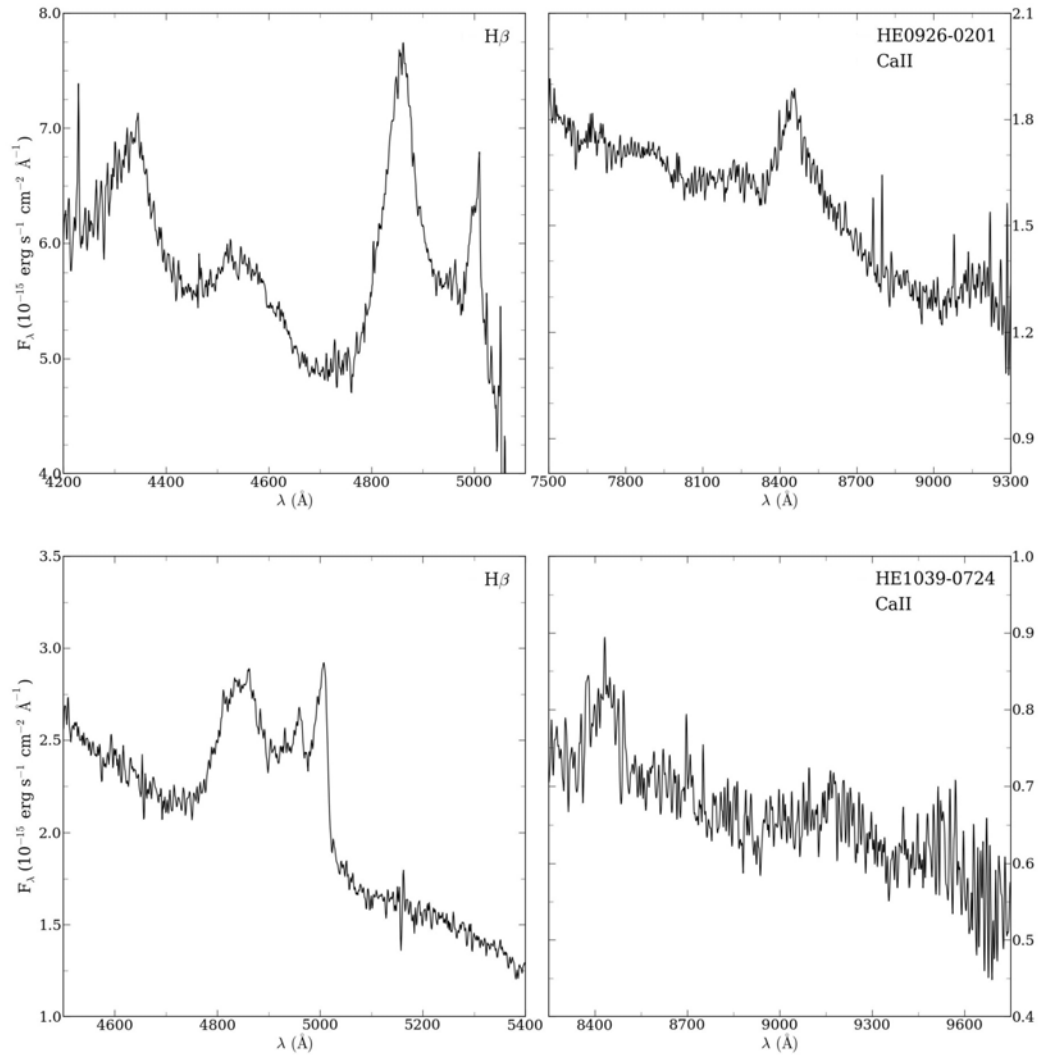 8.0
7.0
6.0
5.0
4.0
F_λ (10⁻¹⁵ erg s⁻¹ cm⁻² Å⁻¹)
Hβ
4200 4400 4600 4800 5000
λ (Å)
HE0926-0201
CaII
2.1
1.8
1.5
1.2
0.9
7500 7800 8100 8400 8700 9000 9300
λ (Å)
3.5
3.0
2.5
2.0
1.5
1.0
F_λ (10⁻¹⁵ erg s⁻¹ cm⁻² Å⁻¹)
Hβ
4600 4800 5000 5200 5400
λ (Å)
HE1039-0724
CaII
1.0
0.9
0.8
0.7
0.6
0.5
0.4
8400 8700 9000 9300 9600
λ (Å)